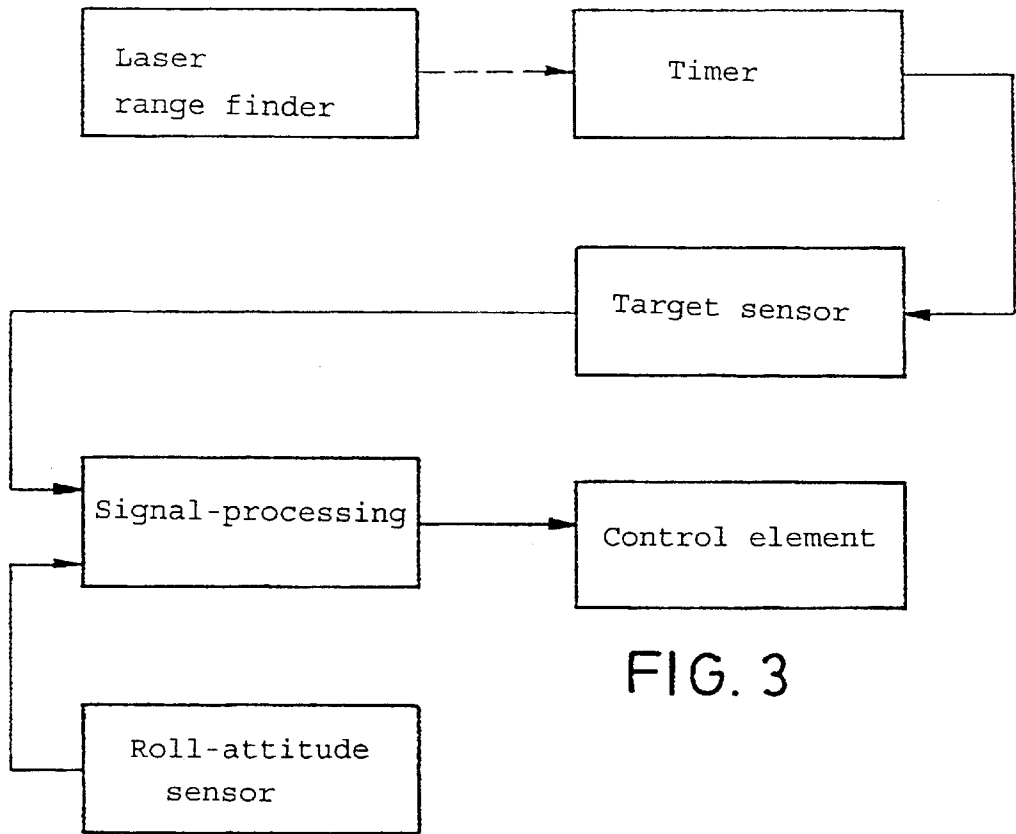 Laser
range finder
Timer
Target sensor
Signal-processing
Control element
FIG. 3
Roll-attitude
sensor